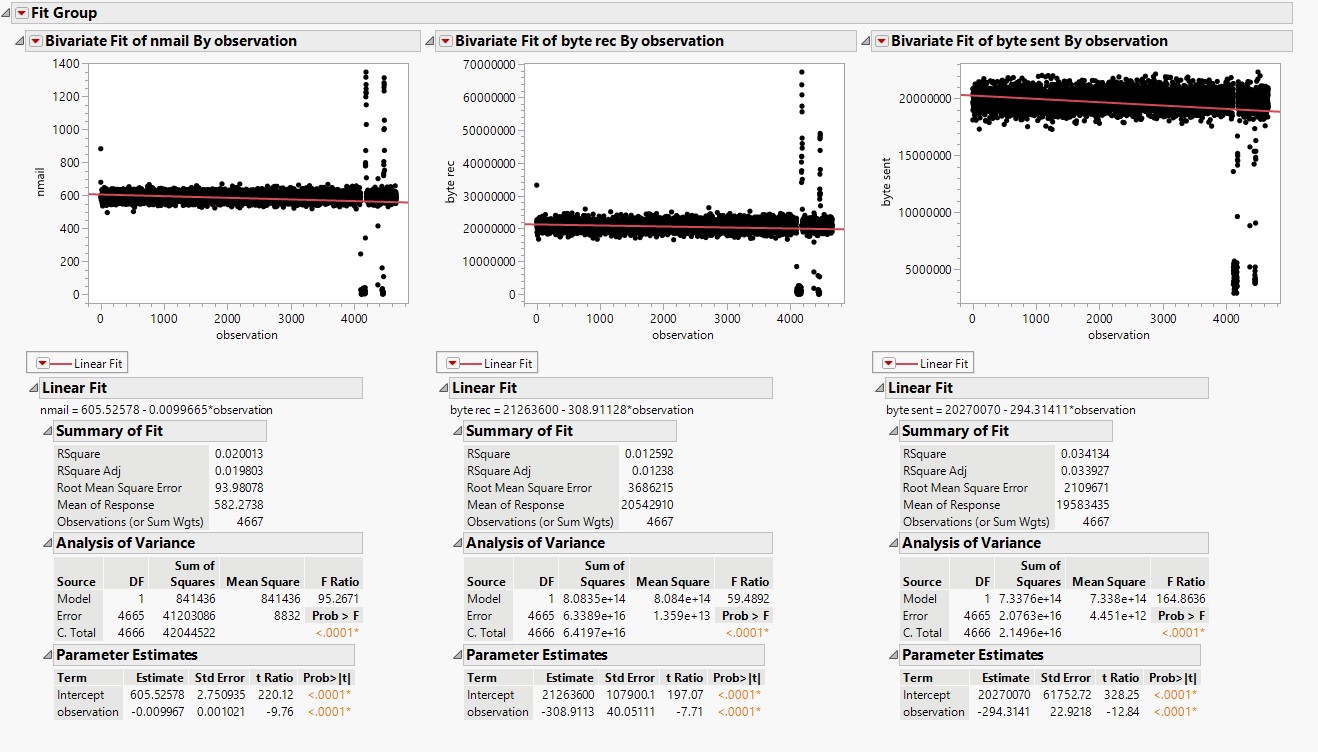 Fit Group
Bivariate Fit of nmail By observation
1400
1200
1000
800
600
400
200
0
nmail
0 1000 2000 3000 4000
observation
Linear Fit
Linear Fit
nmail = 605.52578 - 0.0099665*observation
Summary of Fit
RSquare 0.020013
RSquare Adj 0.019803
Root Mean Square Error 93.98078
Mean of Response 582.2738
Observations (or Sum Wgts) 4667
Analysis of Variance
Source DF Sum of Squares Mean Square F Ratio
Model 1 841436 841436 95.2671
Error 4665 41203086 8832 Prob > F
C. Total 4666 42044522 <.0001*
Parameter Estimates
Term Estimate Std Error t Ratio Prob>|t|
Intercept 605.52578 2.750935 220.12 <.0001*
observation -0.009967 0.001021 -9.76 <.0001*
Bivariate Fit of byte rec By observation
70000000
60000000
50000000
40000000
30000000
20000000
10000000
0
byte rec
0 1000 2000 3000 4000
observation
Linear Fit
Linear Fit
byte rec = 21263600 - 308.91128*observation
Summary of Fit
RSquare 0.012592
RSquare Adj 0.01238
Root Mean Square Error 3686215
Mean of Response 20542910
Observations (or Sum Wgts) 4667
Analysis of Variance
Source DF Sum of Squares Mean Square F Ratio
Model 1 8.0835e+14 8.084e+14 59.4892
Error 4665 6.3389e+16 1.359e+13 Prob > F
C. Total 4666 6.4197e+16 <.0001*
Parameter Estimates
Term Estimate Std Error t Ratio Prob>|t|
Intercept 21263600 107900.1 197.07 <.0001*
observation -308.9113 40.05111 -7.71 <.0001*
Bivariate Fit of byte sent By observation
20000000
15000000
10000000
5000000
byte sent
0 1000 2000 3000 4000
observation
Linear Fit
Linear Fit
byte sent = 20270070 - 294.31411*observation
Summary of Fit
RSquare 0.034134
RSquare Adj 0.033927
Root Mean Square Error 2109671
Mean of Response 19583435
Observations (or Sum Wgts) 4667
Analysis of Variance
Source DF Sum of Squares Mean Square F Ratio
Model 1 7.3376e+14 7.338e+14 164.8636
Error 4665 2.0763e+16 4.451e+12 Prob > F
C. Total 4666 2.1496e+16 <.0001*
Parameter Estimates
Term Estimate Std Error t Ratio Prob>|t|
Intercept 20270070 61752.72 328.25 <.0001*
observation -294.3141 22.9218 -12.84 <.0001*